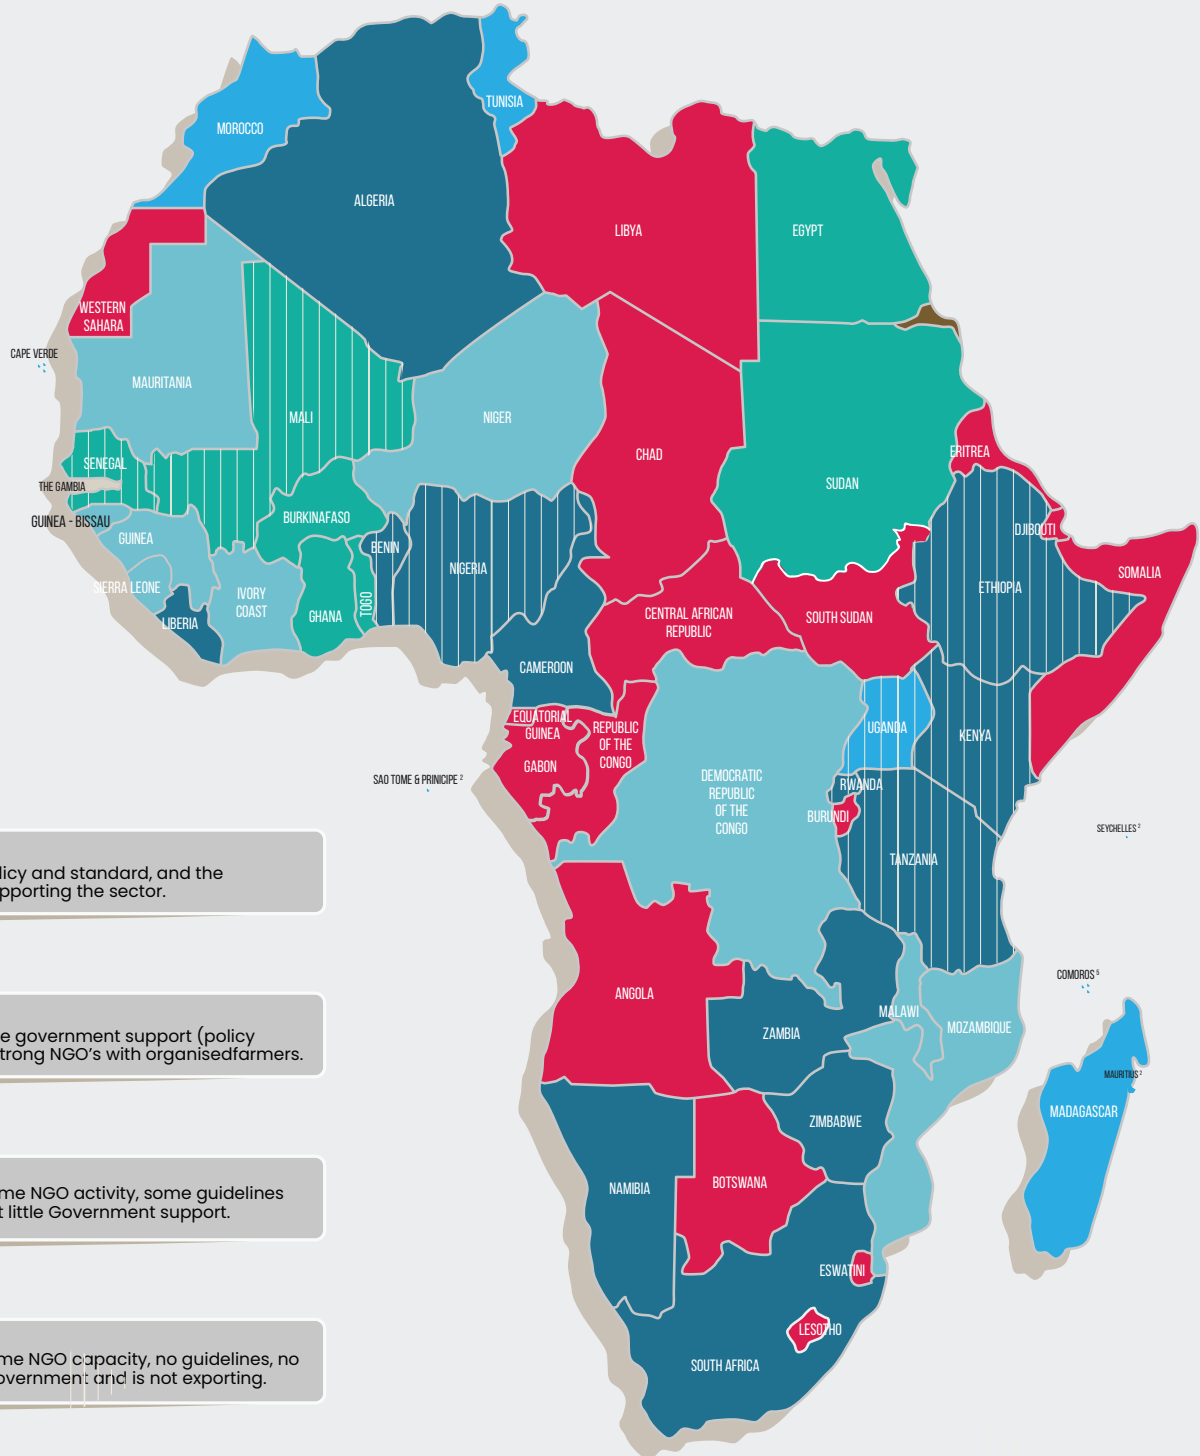 TUNISIA
MOROCCO
ALGERIA
LIBYA
EGYPT
WESTERN
SAHARA
CAPE VERDE
MAURITANIA
MALI
NIGER
CHAD
SUDAN
ERITREA
SENEGAL
THE GAMBIA
GUINEA - BISSAU
GUINEA
BURKINAFASO
BENIN
NIGERIA
DJIBOUTI
ETHIOPIA
SOMALIA
SIERRA LEONE
LIBERIA
IVORY
COAST
GHANA
TOGO
CENTRAL AFRICAN
REPUBLIC
SOUTH SUDAN
CAMEROON
EQUATORIAL
GUINEA
GABON
REPUBLIC
OF THE
CONGO
UGANDA
KENYA
SAO TOME & PRINICIPE 2
DEMOCRATIC
REPUBLIC
OF THE
CONGO
RWANDA
BURUNDI
TANZANIA
SEYCHELLES 2
licy and standard, and the
pporting the sector.
COMOROS 5
ANGOLA
ZAMBIA
MALAWI
MOZAMBIQUE
e government support (policy
trong NGO's with organisedfarmers.
MAURITIUS 2
MADAGASCAR
ZIMBABWE
NAMIBIA
BOTSWANA
me NGO activity, some guidelines
t little Government support.
ESWATINI
LESOTHO
SOUTH AFRICA
me NGO capacity, no guidelines, no
overnment and is not exporting.